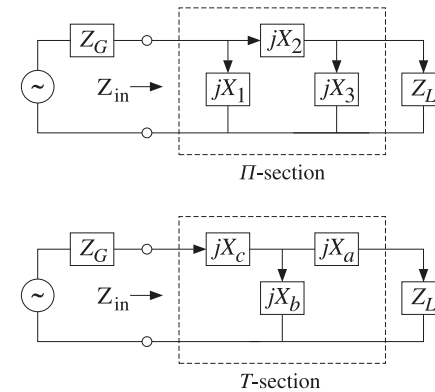 Z_G jX_2
~ Z_in jX_1 jX_3 Z_L
Π-section
Z_G jX_c jX_a
~ Z_in jX_b Z_L
T-section